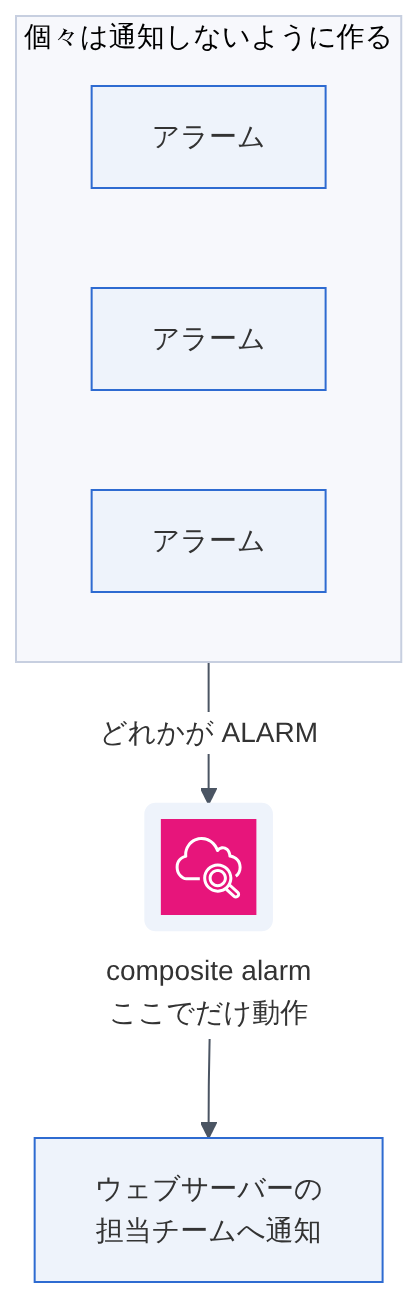 個々は通知しないように作る
アラーム
アラーム
アラーム
どれかが ALARM
composite alarm
ここでだけ動作
ウェブサーバーの
担当チームへ通知